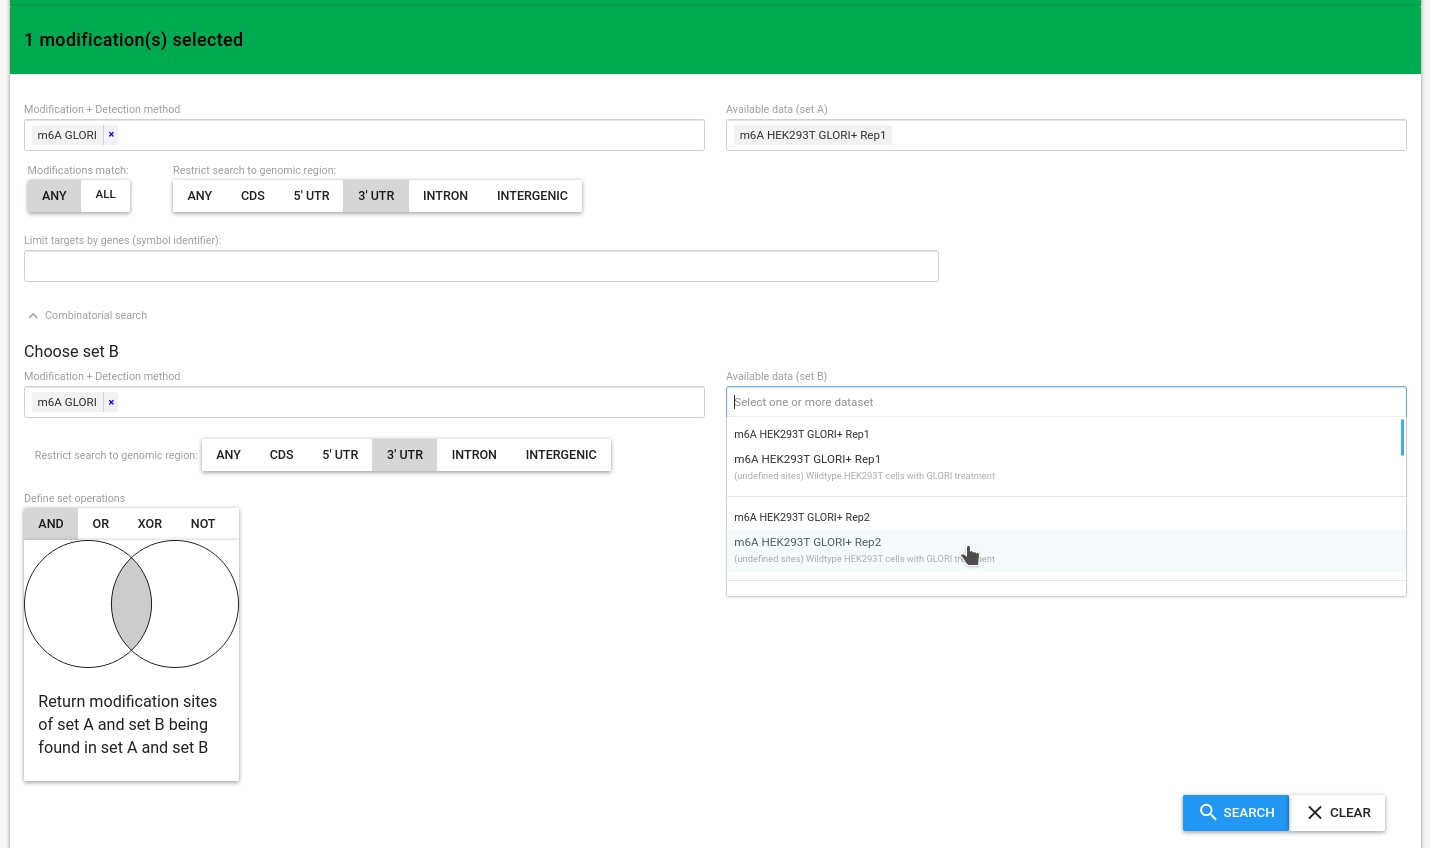 1 modification(s) selected
Modification + Detection method
Available data (set A)
m6A GLORI ×
m6A HEK293T GLORI+ Rep1
Modifications match:
Restrict search to genomic region:
ANY ALL
ANY CDS 5' UTR 3' UTR INTRON INTERGENIC
Limit targets by genes (symbol identifier):
Combinatorial search
Choose set B
Modification + Detection method
Available data (set B)
m6A GLORI ×
Select one or more dataset
m6A HEK293T GLORI+ Rep1
m6A HEK293T GLORI+ Rep1
(undefined sites) Wildtype HEK293T cells with GLORI treatment
m6A HEK293T GLORI+ Rep2
m6A HEK293T GLORI+ Rep2
(undefined sites) Wildtype HEK293T cells with GLORI treatment
Restrict search to genomic region: ANY CDS 5' UTR 3' UTR INTRON INTERGENIC
Define set operations
AND OR XOR NOT
Return modification sites
of set A and set B being
found in set A and set B
SEARCH CLEAR